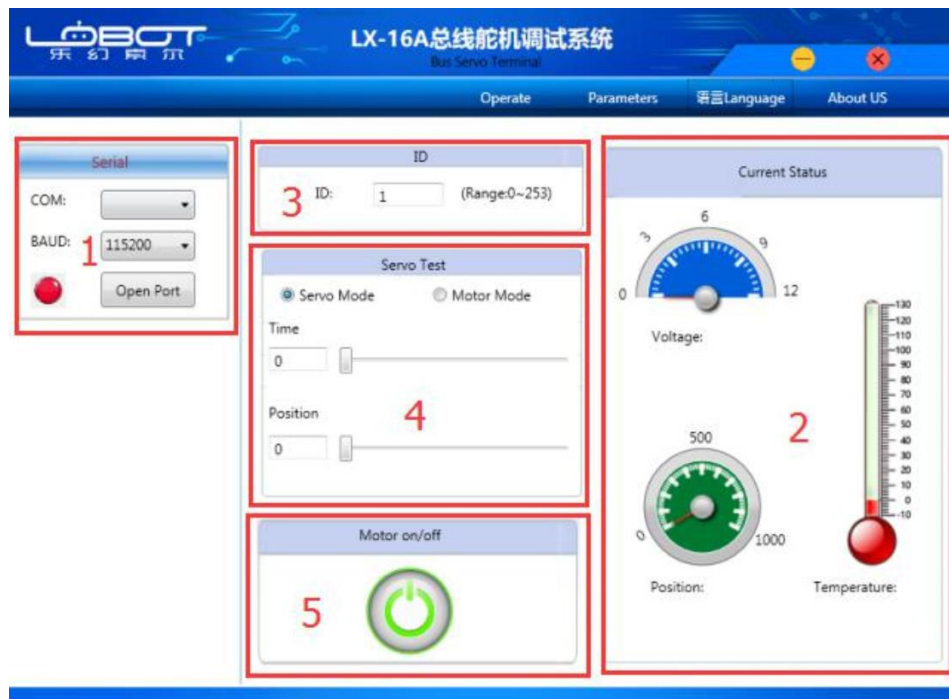 LOBOT
乐幻索尔
LX-16A总线舵机调试系统
Bus Servo Terminal
Operate
Parameters
语言Language
About US
Serial
COM:
BAUD:
115200
Open Port
1
ID
3
ID:
1
(Range:0~253)
Servo Test
Servo Mode
Motor Mode
Time
0
Position
0
4
Motor on/off
5
Current Status
0
3
6
9
12
Voltage:
0
500
1000
Position:
2
130
120
110
100
90
80
70
60
50
40
30
20
10
0
-10
Temperature: